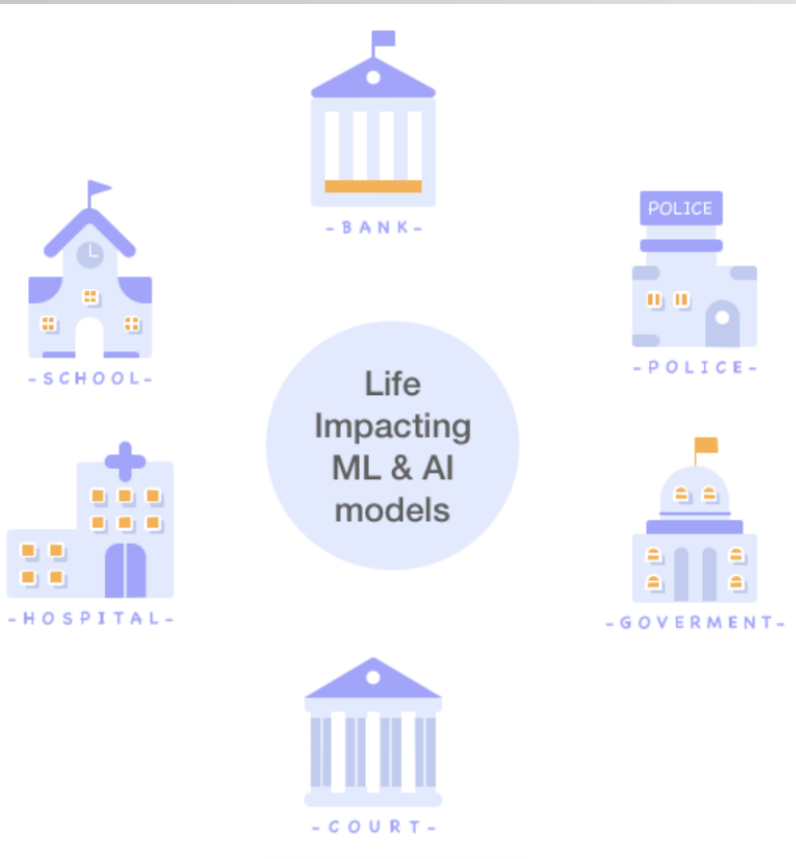 -BANK-
POLICE
-SCHOOL-
-POLICE-
Life
Impacting
ML & AI
models
-HOSPITAL-
-GOVERMENT-
-COURT-